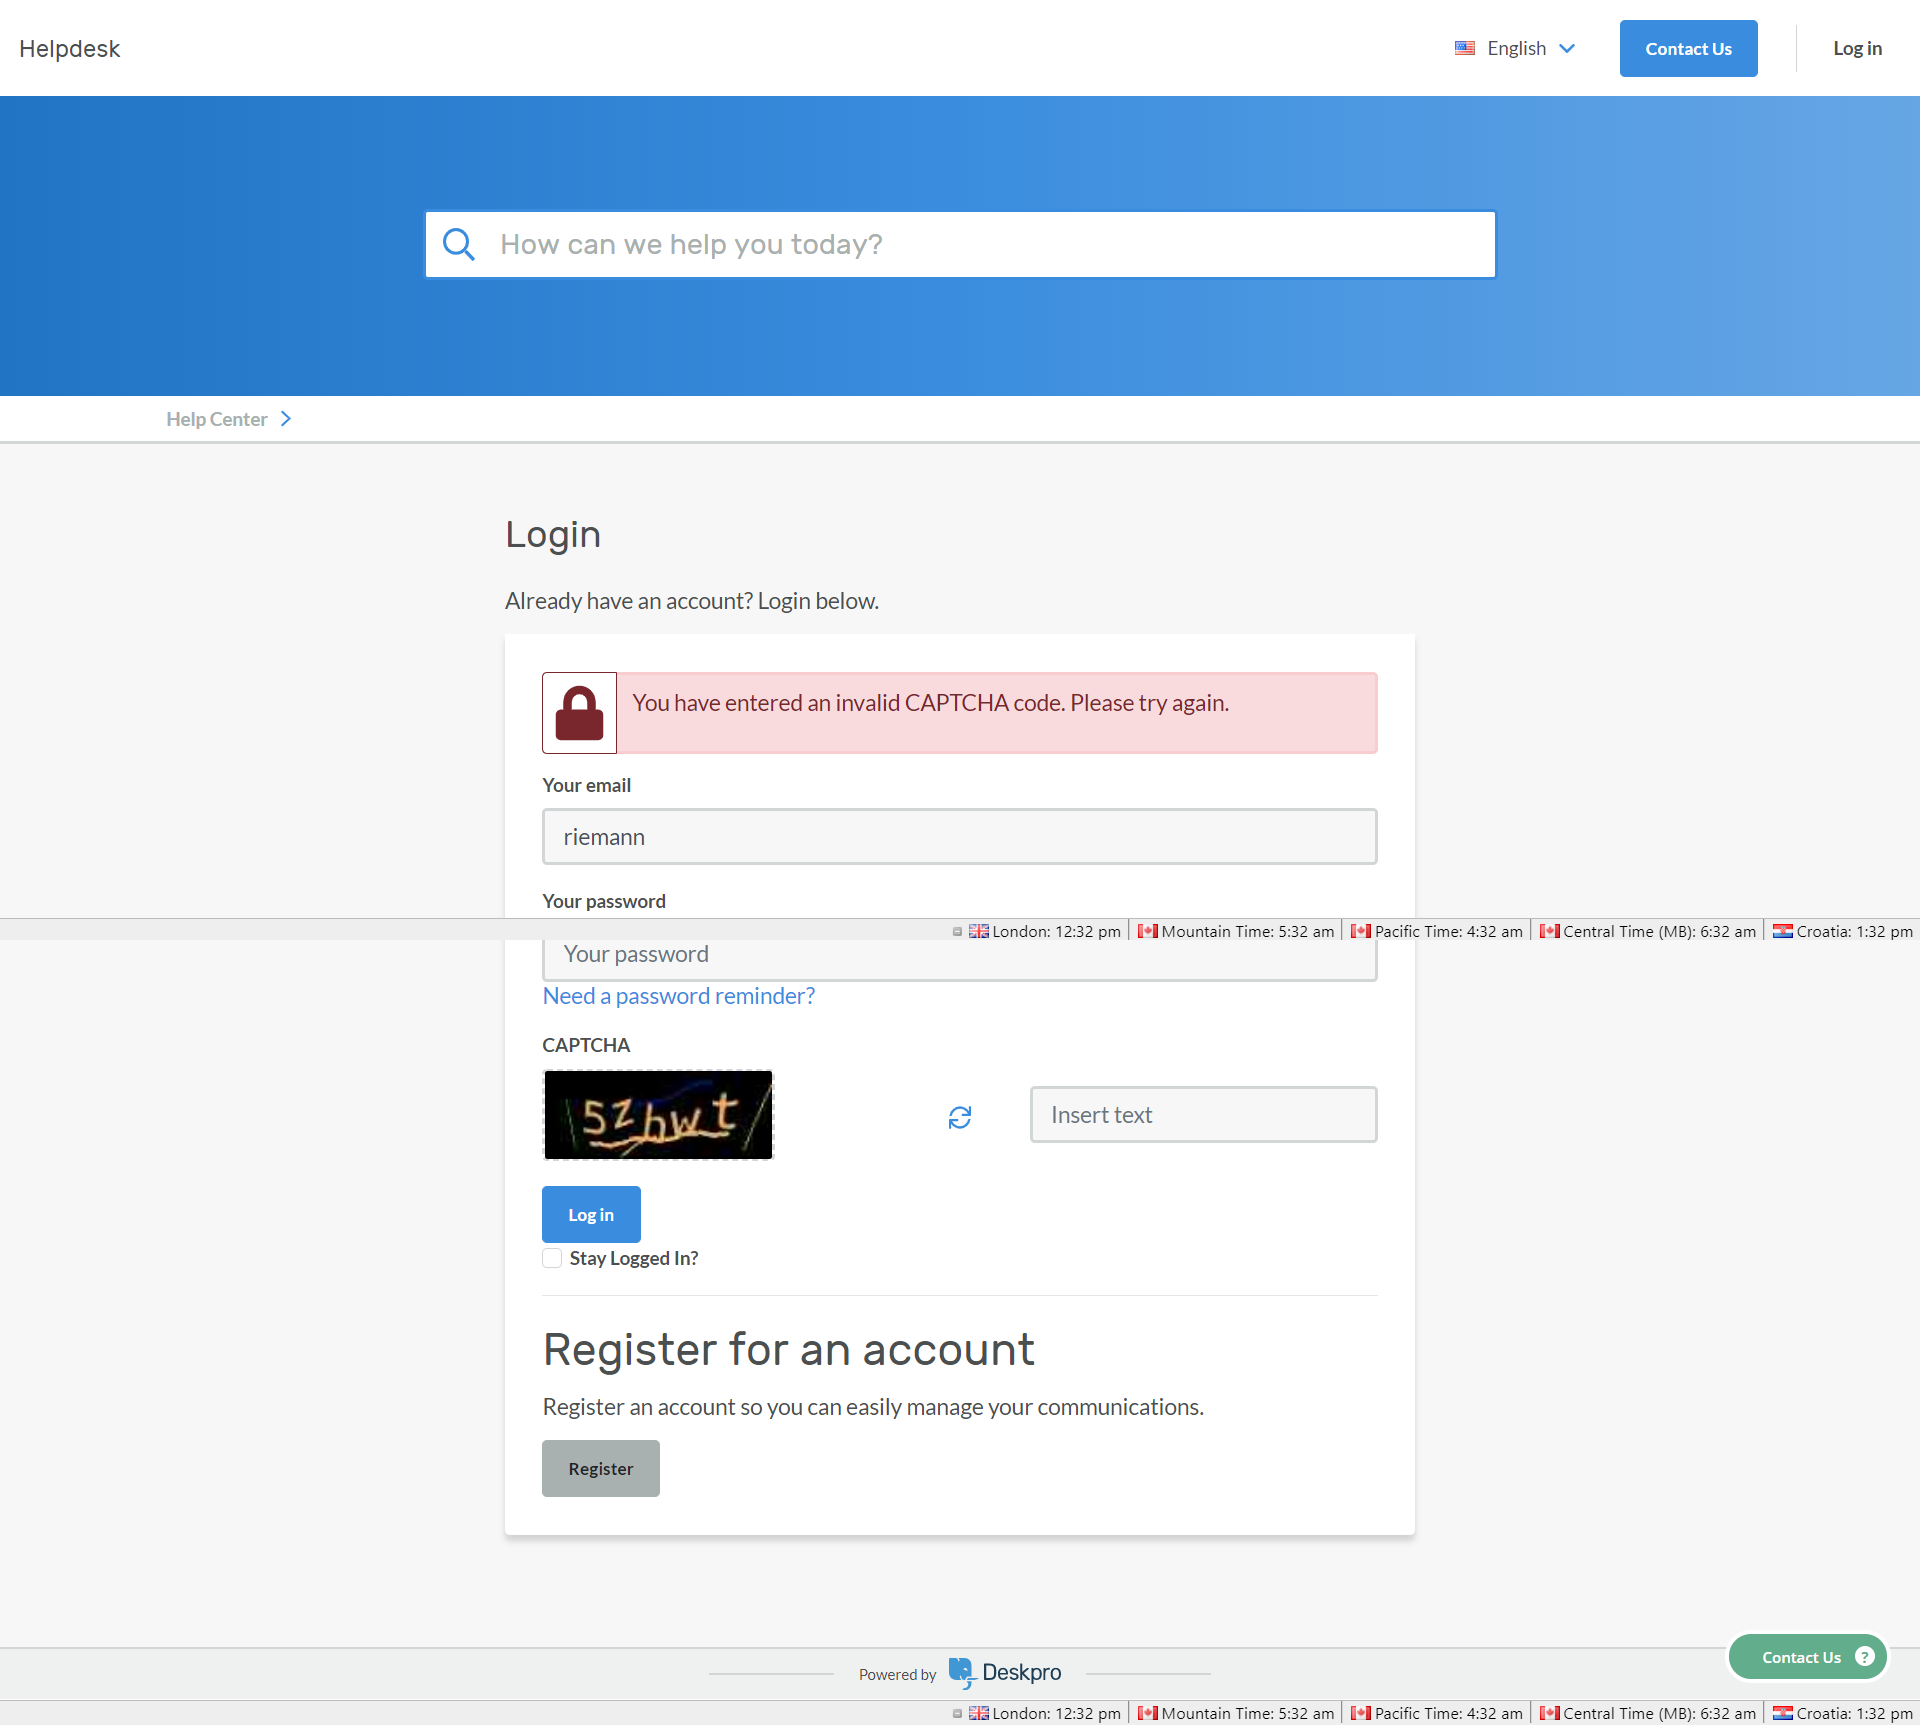 Helpdesk
English
Contact Us
Log in
How can we help you today?
Help Center
Login
Already have an account? Login below.
You have entered an invalid CAPTCHA code. Please try again.
Your email
riemann
Your password
London: 12:32 pm Mountain Time: 5:32 am Pacific Time: 4:32 am Central Time (MB): 6:32 am Croatia: 1:32 pm
Your password
Need a password reminder?
CAPTCHA
Insert text
Log in
Stay Logged In?
Register for an account
Register an account so you can easily manage your communications.
Register
Contact Us ?
Powered by Deskpro
London: 12:32 pm Mountain Time: 5:32 am Pacific Time: 4:32 am Central Time (MB): 6:32 am Croatia: 1:32 pm